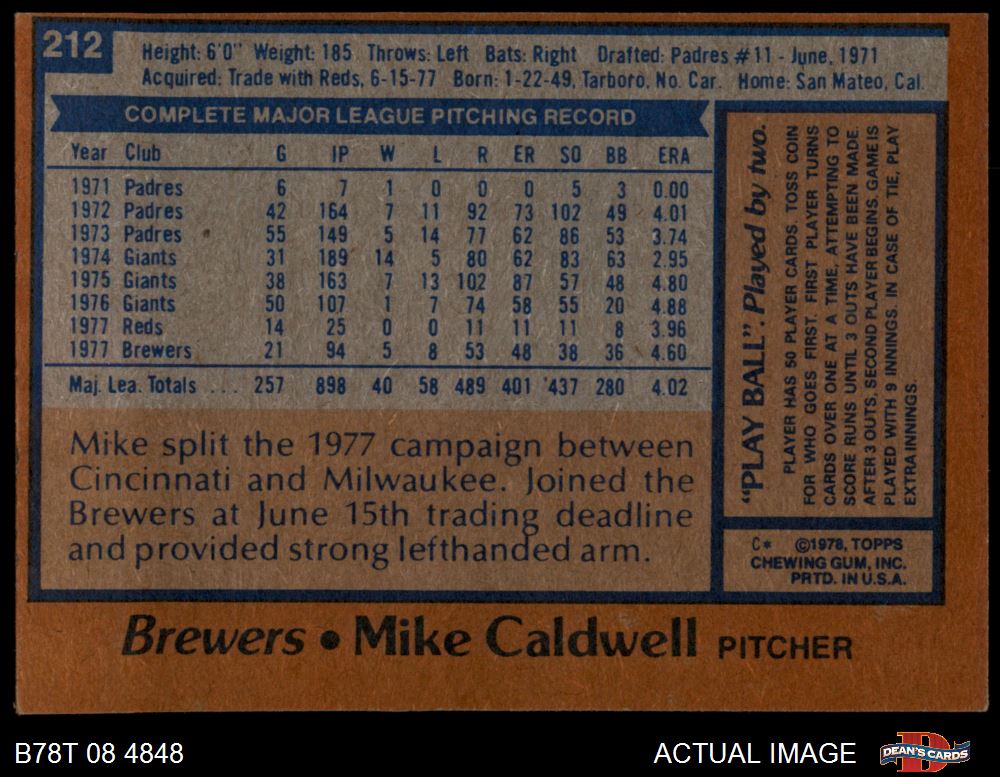 212
Height: 6'0" Weight: 185 Throws: Left Bats: Right Drafted: Padres #11 - June, 1971
Acquired: Trade with Reds, 6-15-77 Born: 1-22-49, Tarboro, No. Car. Home: San Mateo, Cal.
COMPLETE MAJOR LEAGUE PITCHING RECORD
Year Club G IP W L R ER SO BB ERA
1971 Padres 6 7 1 0 0 0 5 3 0.00
1972 Padres 42 164 7 11 92 73 102 49 4.01
1973 Padres 55 149 5 14 77 62 86 53 3.74
1974 Giants 31 189 14 5 80 62 83 63 2.95
1975 Giants 38 163 7 13 102 87 57 48 4.80
1976 Giants 50 107 1 7 74 58 55 20 4.88
1977 Reds 14 25 0 0 11 11 11 8 3.96
1977 Brewers 21 94 5 8 53 48 38 36 4.60
Maj. Lea. Totals .... 257 898 40 58 489 401 437 280 4.02
Mike split the 1977 campaign between
Cincinnati and Milwaukee. Joined the
Brewers at June 15th trading deadline
and provided strong lefthanded arm.
"PLAY BALL". Played by two.
PLAYER HAS 50 PLAYER CARDS. TOSS COIN
FOR WHO GOES FIRST. FIRST PLAYER TURNS
CARDS OVER ONE AT A TIME, ATTEMPTING TO
SCORE RUNS UNTIL 3 OUTS HAVE BEEN MADE.
AFTER 3 OUTS, SECOND PLAYER BEGINS. GAME IS
PLAYED WITH 9 INNINGS. IN CASE OF TIE, PLAY
EXTRA INNINGS.
C* ©1978, TOPPS
CHEWING GUM, INC.
PRTD. IN U.S.A.
Brewers • Mike Caldwell PITCHER
B78T 08 4848
ACTUAL IMAGE
D
DEAN'S CARDS